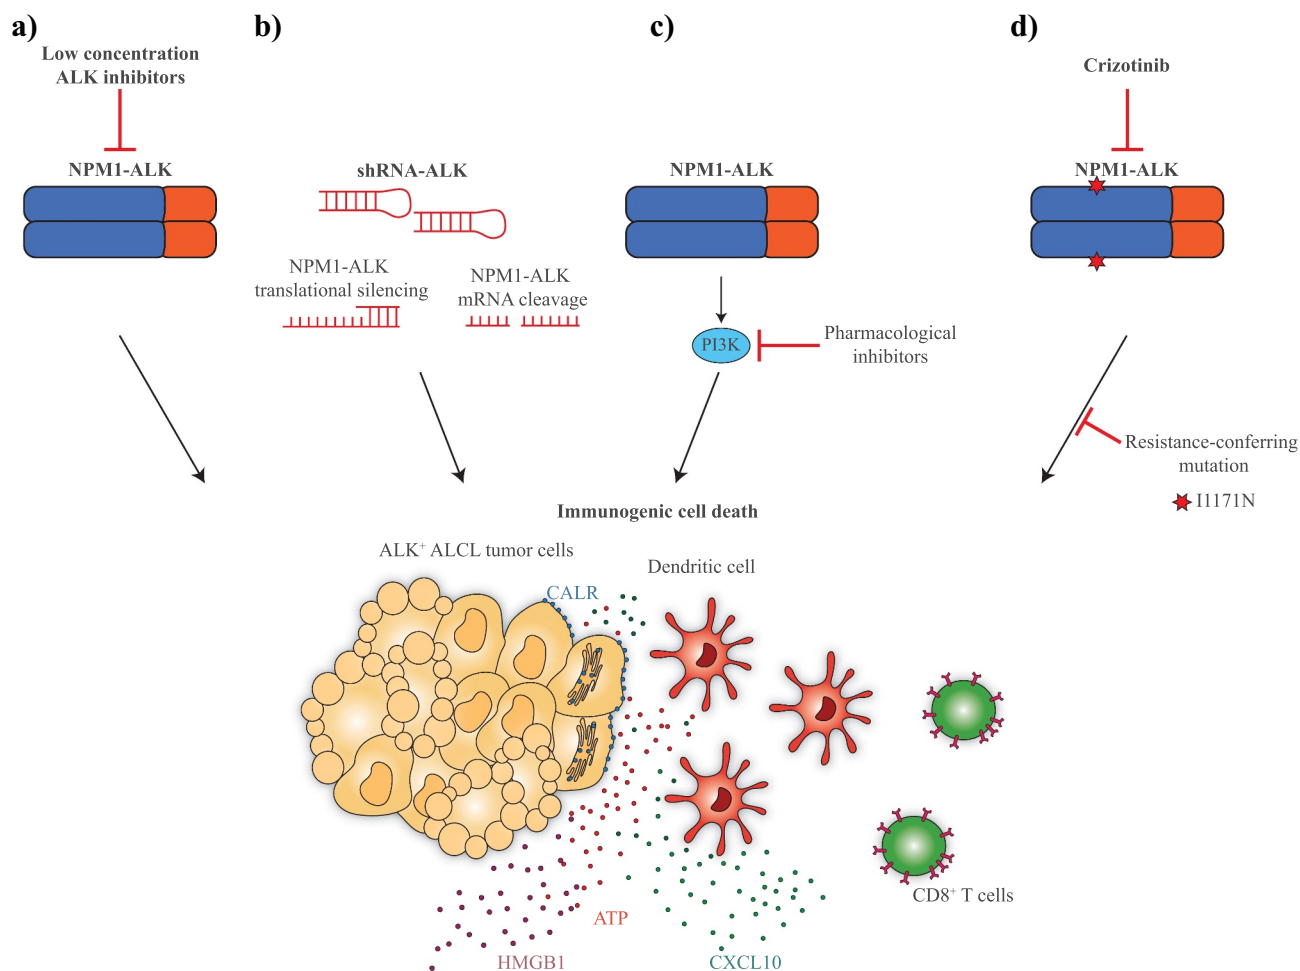 a)
Low concentration
ALK inhibitors
NPM1-ALK
b)
shRNA-ALK
NPM1-ALK
translational silencing
NPM1-ALK
mRNA cleavage
c)
NPM1-ALK
PI3K
Pharmacological
inhibitors
d)
Crizotinib
NPM1-ALK
Resistance-conferring
mutation
I1171N
Immunogenic cell death
ALK⁺ ALCL tumor cells
CALR
Dendritic cell
CD8⁺ T cells
ATP
HMGB1
CXCL10